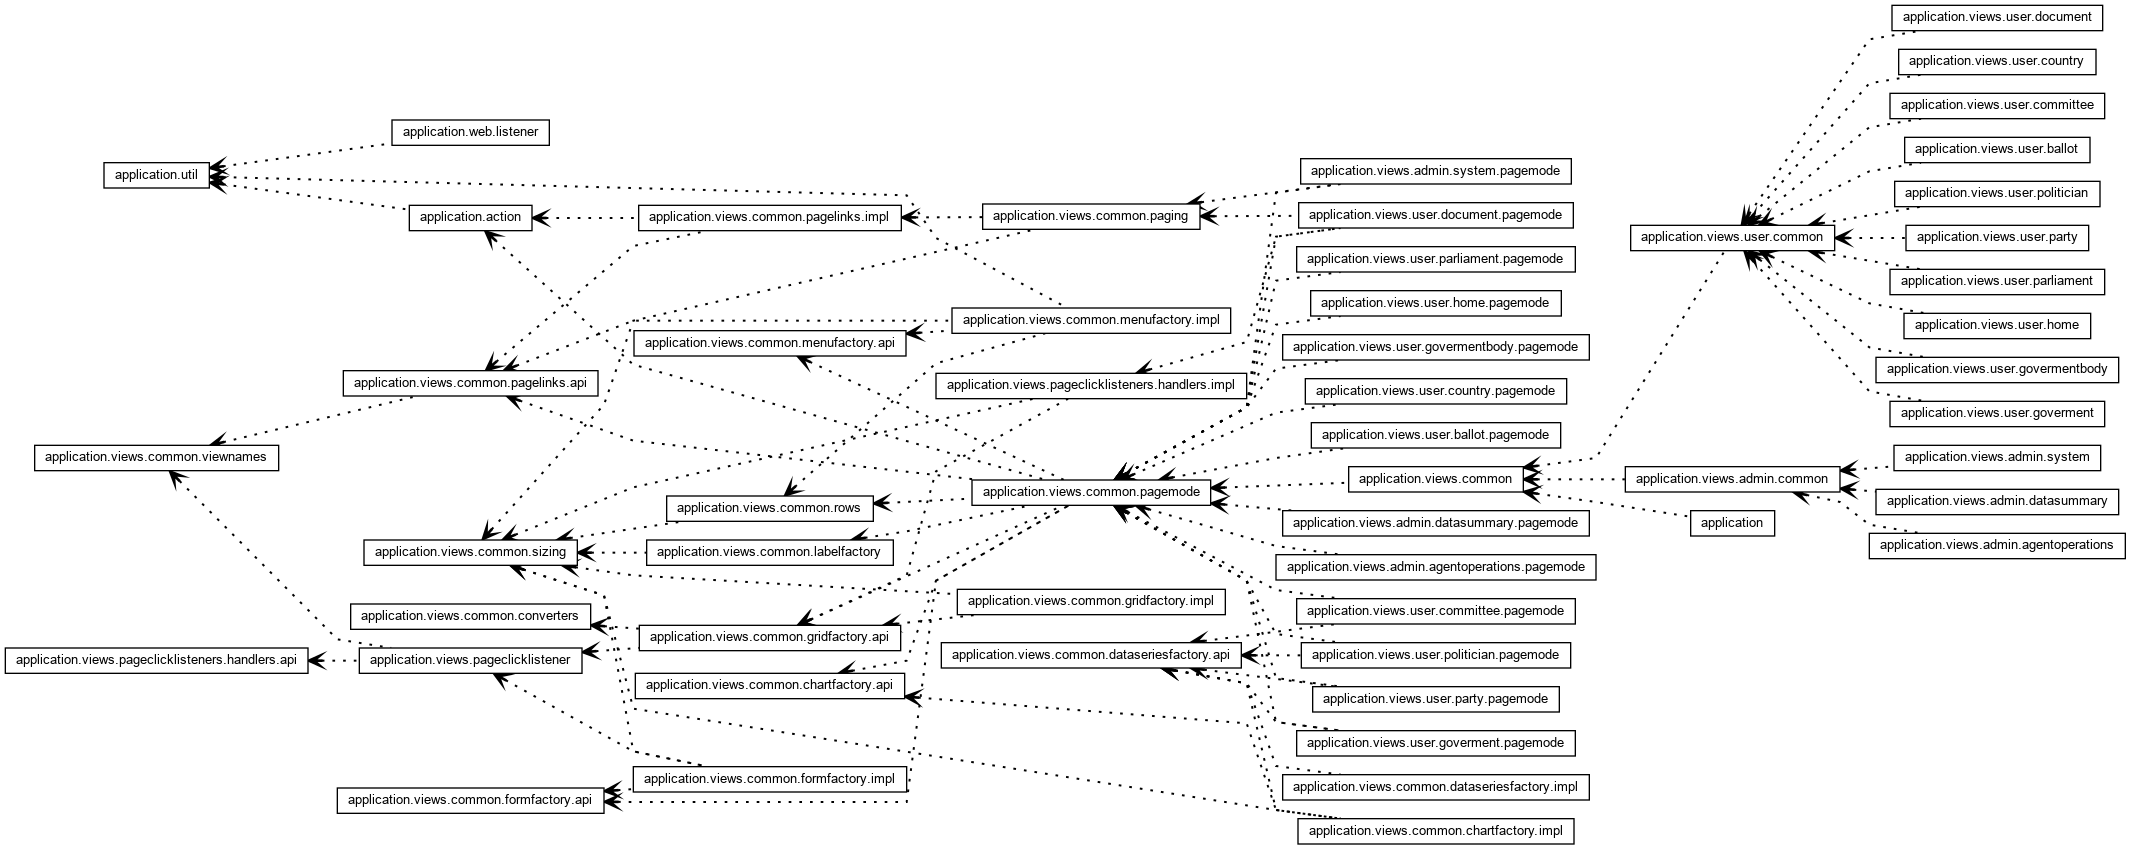 application.views.user.document
application.views.user.country
application.views.user.committee
application.web.listener
application.views.user.ballot
application.util
application.views.admin.system.pagemode
application.views.user.politician
application.action
application.views.common.pagelinks.impl
application.views.common.paging
application.views.user.document.pagemode
application.views.user.common
application.views.user.party
application.views.user.parliament.pagemode
application.views.user.parliament
application.views.user.home.pagemode
application.views.common.menufactory.impl
application.views.user.home
application.views.common.menufactory.api
application.views.user.govermentbody.pagemode
application.views.user.govermentbody
application.views.common.pagelinks.api
application.views.pageclicklisteners.handlers.impl
application.views.user.country.pagemode
application.views.user.goverment
application.views.user.ballot.pagemode
application.views.common.viewnames
application.views.admin.system
application.views.common
application.views.admin.common
application.views.common.pagemode
application.views.admin.datasummary
application.views.common.rows
application.views.admin.datasummary.pagemode
application
application.views.common.sizing
application.views.common.labelfactory
application.views.admin.agentoperations
application.views.admin.agentoperations.pagemode
application.views.common.gridfactory.impl
application.views.common.converters
application.views.user.committee.pagemode
application.views.common.gridfactory.api
application.views.pageclicklisteners.handlers.api
application.views.pageclicklistener
application.views.common.dataseriesfactory.api
application.views.user.politician.pagemode
application.views.common.chartfactory.api
application.views.user.party.pagemode
application.views.user.goverment.pagemode
application.views.common.formfactory.impl
application.views.common.dataseriesfactory.impl
application.views.common.formfactory.api
application.views.common.chartfactory.impl